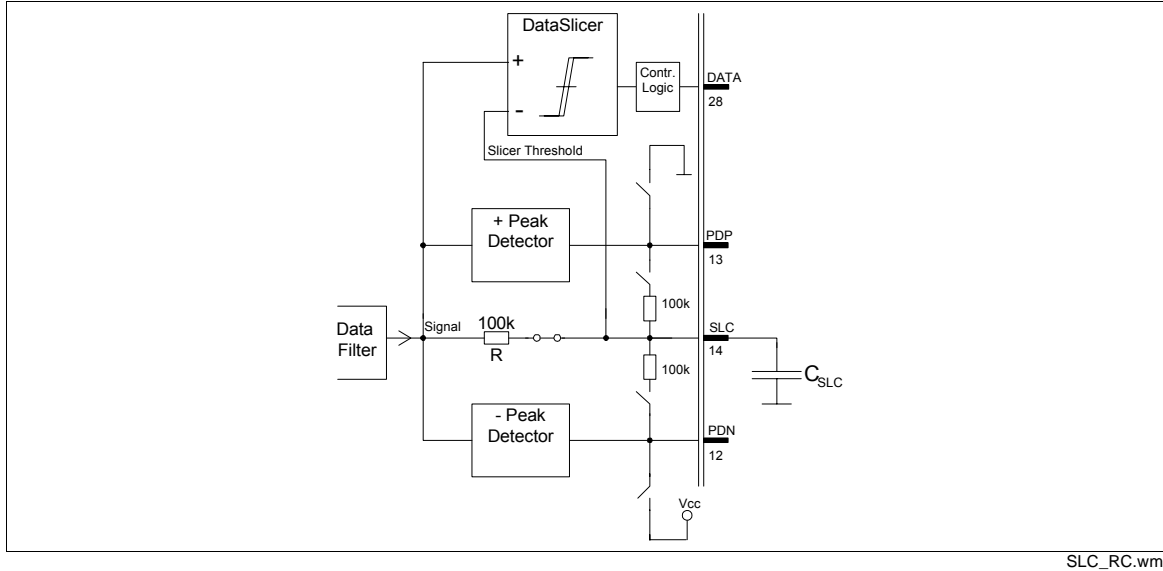 DataSlicer
+
-
Contr.
Logic
DATA
28
Slicer Threshold
+ Peak
Detector
PDP
13
100k
Data
Filter
Signal
100k
R
SLC
14
100k
CSLC
- Peak
Detector
PDN
12
Vcc
SLC_RC.wm